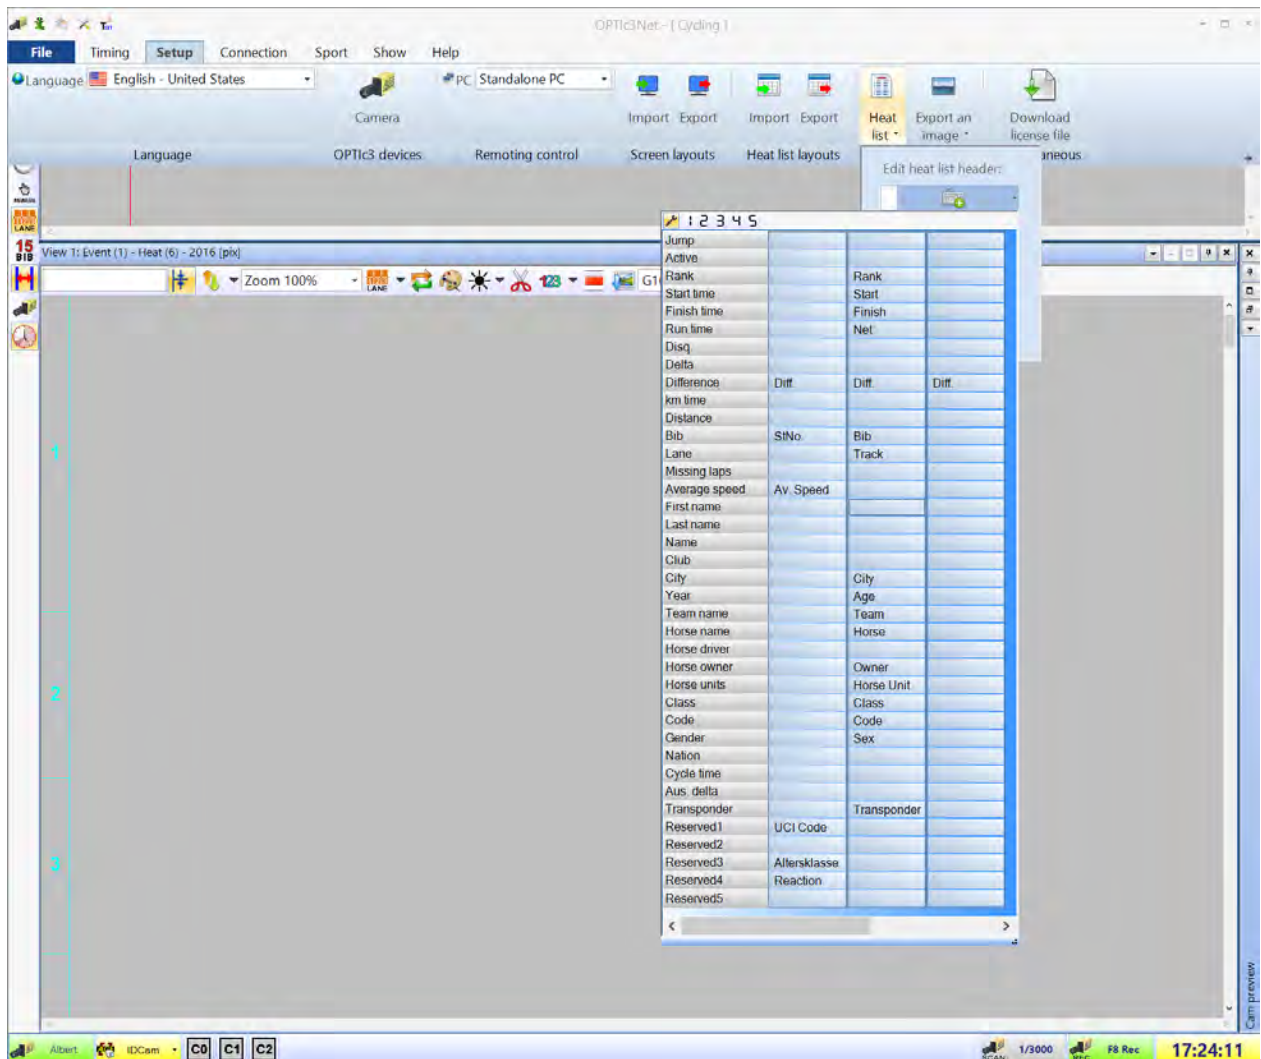 OPTIc3Net - [ Cycling ]
File Timing Setup Connection Sport Show Help
Language English - United States PC Standalone PC
Camera Import Export Import Export Heat list Export an image Download license file
Language OPTIc3 devices Remoting control Screen layouts Heat list layouts aneous
Edit heat list header:
LANE
1 2 3 4 5
15
BIB
View 1: Event (1) - Heat (6) - 2016 [pix]
Zoom 100% LANE 123 G1
Jump
Active
Rank Rank
Start time Start
Finish time Finish
Run time Net
Disq.
Delta
Difference Diff. Diff. Diff.
km time
Distance
Bib StNo. Bib
Lane Track
Missing laps
Average speed Av. Speed
First name
Last name
Name
Club
City City
Year Age
Team name Team
Horse name Horse
Horse driver
Horse owner Owner
Horse units Horse Unit
Class Class
Code Code
Gender Sex
Nation
Cycle time
Aus. delta
Transponder Transponder
Reserved1 UCI Code
Reserved2
Reserved3 Altersklasse
Reserved4 Reaction
Reserved5
1
2
3
Cam preview
Albert IDCam C0 C1 C2 1/3000 F8 Rec 17:24:11